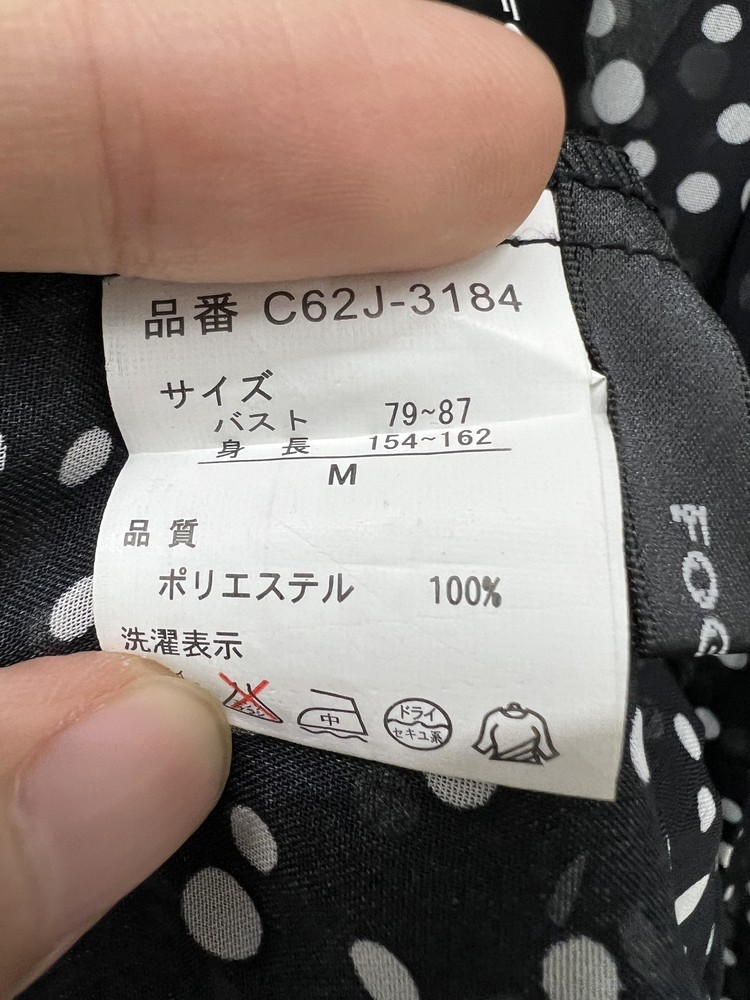 品番 C62J-3184
サイズ
バスト 79~87
身長 154~162
M
品質
ポリエステル 100%
洗濯表示
中
ドライ
セキユ系